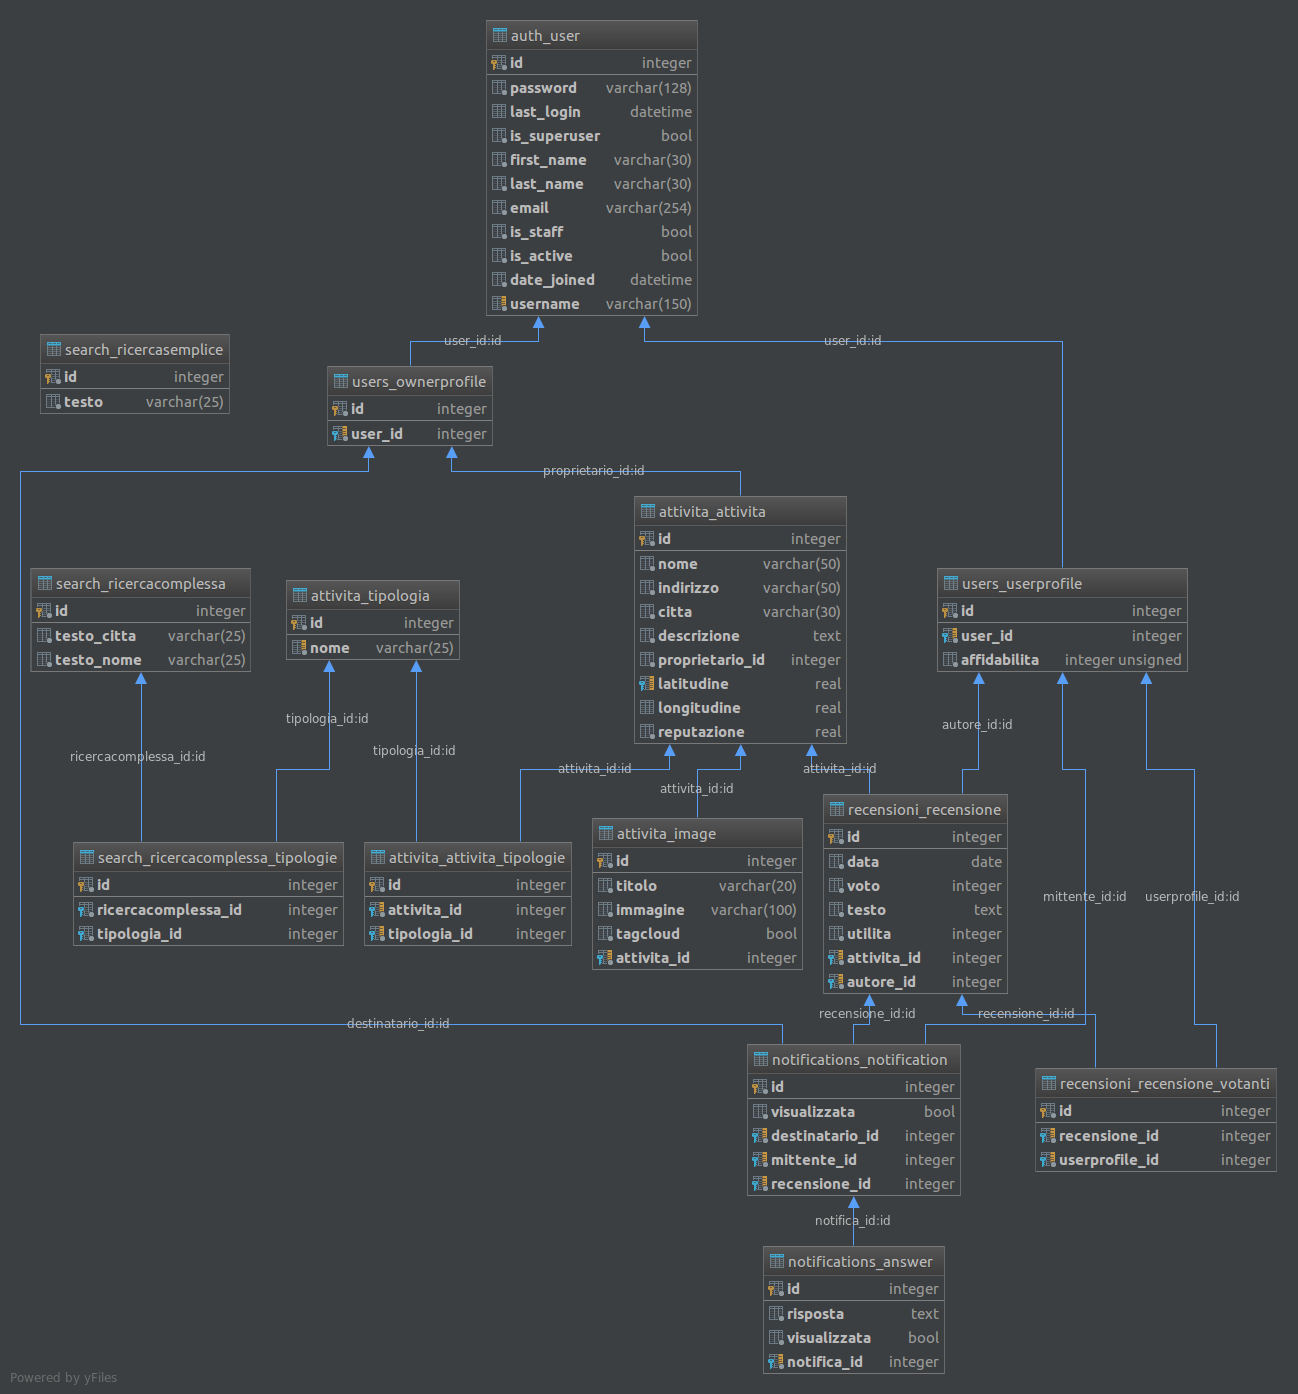 auth_user
id integer
password varchar(128)
last_login datetime
is_superuser bool
first_name varchar(30)
last_name varchar(30)
email varchar(254)
is_staff bool
is_active bool
date_joined datetime
username varchar(150)
user_id:id
user_id:id
search_ricercasemplice
id integer
testo varchar(25)
users_ownerprofile
id integer
user_id integer
proprietario_id:id
attivita_attivita
id integer
nome varchar(50)
indirizzo varchar(50)
citta varchar(30)
descrizione text
proprietario_id integer
latitudine real
longitudine real
reputazione real
search_ricercacomplessa
id integer
testo_citta varchar(25)
testo_nome varchar(25)
attivita_tipologia
id integer
nome varchar(25)
users_userprofile
id integer
user_id integer
affidabilita integer unsigned
tipologia_id:id
autore_id:id
tipologia_id:id
ricercacomplessa_id:id
attivita_id:id
attivita_id:id
attivita_id:id
search_ricercacomplessa_tipologie
id integer
ricercacomplessa_id integer
tipologia_id integer
attivita_attivita_tipologie
id integer
attivita_id integer
tipologia_id integer
attivita_image
id integer
titolo varchar(20)
immagine varchar(100)
tagcloud bool
attivita_id integer
recensioni_recensione
id integer
data date
voto integer
testo text
utilita integer
attivita_id integer
autore_id integer
mittente_id:id
userprofile_id:id
recensione_id:id
recensione_id:id
destinatario_id:id
notifications_notification
id integer
visualizzata bool
destinatario_id integer
mittente_id integer
recensione_id integer
recensioni_recensione_votanti
id integer
recensione_id integer
userprofile_id integer
notifica_id:id
notifications_answer
id integer
risposta text
visualizzata bool
notifica_id integer
Powered by yFiles